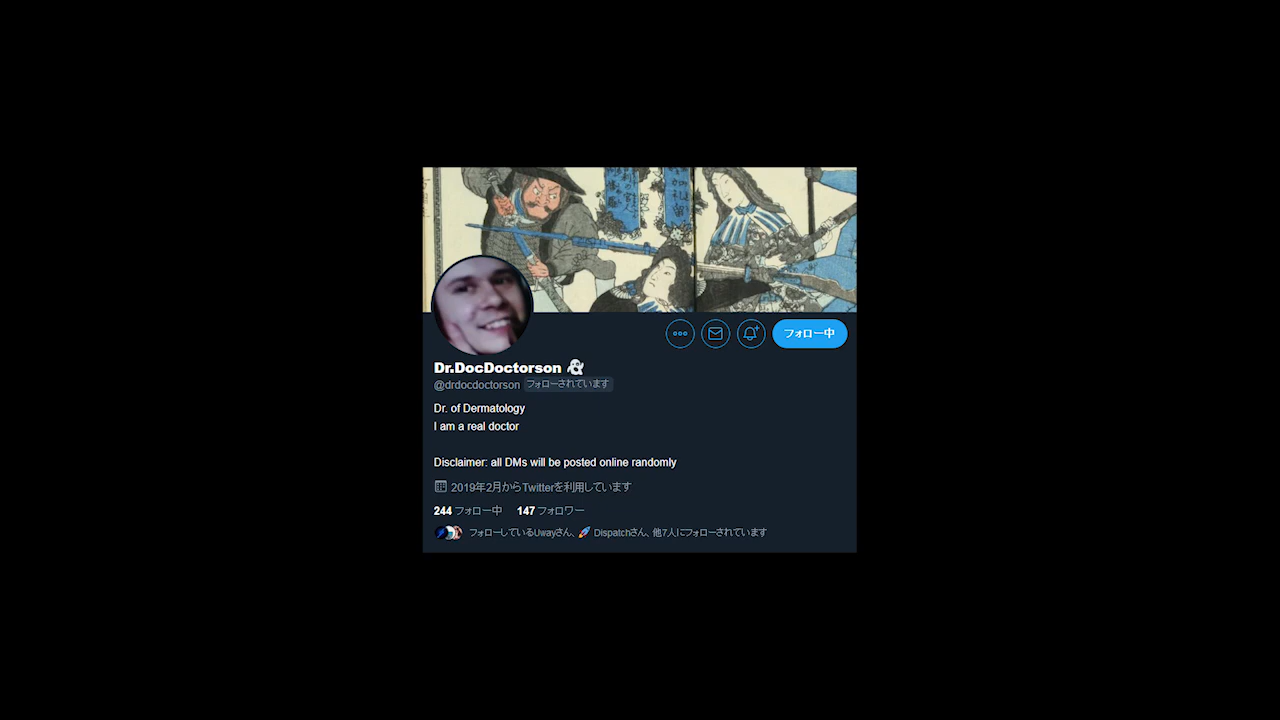 Dr.DocDoctorson 👻
@drdocdoctorson フォローされています
フォロー中
Dr. of Dermatology
I am a real doctor
Disclaimer: all DMs will be posted online randomly
2019年2月からTwitterを利用しています
244 フォロー中 147 フォロワー
フォローしているUwayさん、🚀 Dispatchさん、他7人にフォローされています